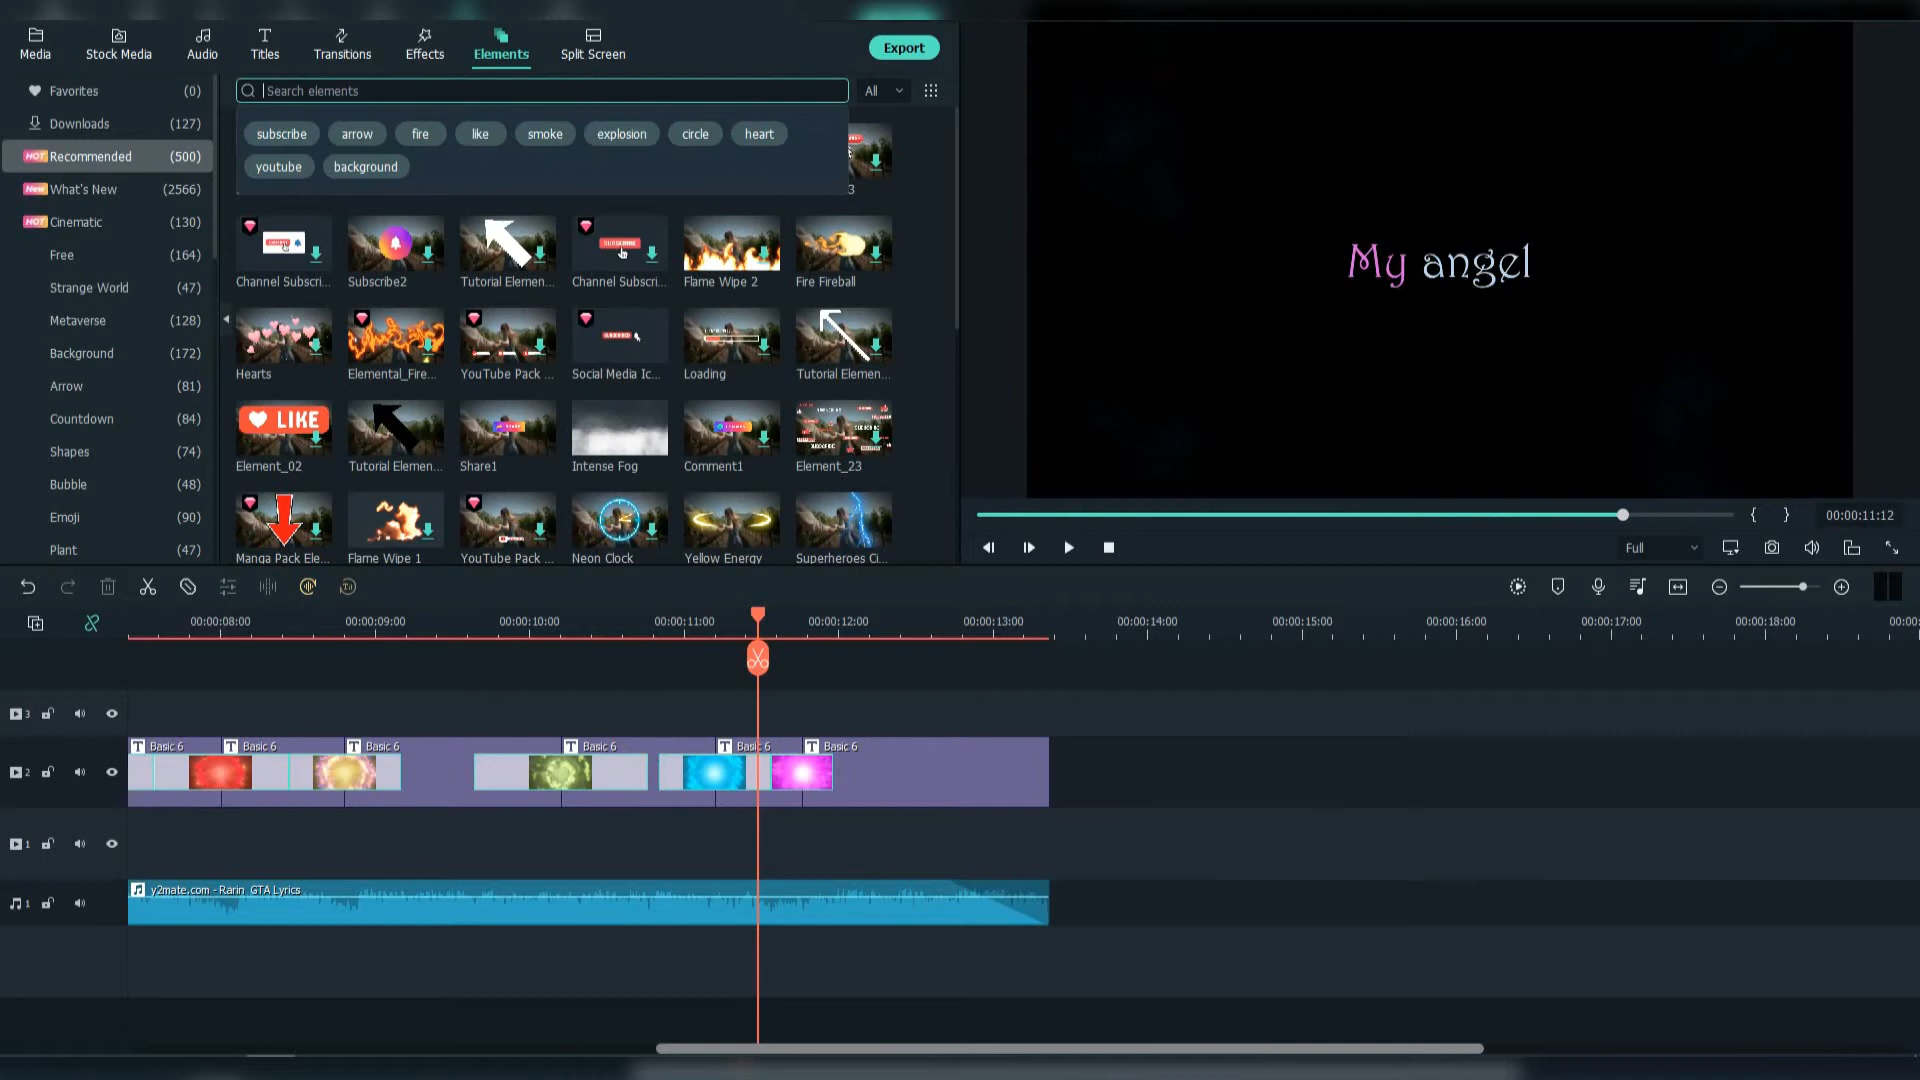 Media
Stock Media
Audio
Titles
Transitions
Effects
Elements
Split Screen
Export
Favorites (0)
Downloads (127)
HOT Recommended (500)
New What's New (2566)
HOT Cinematic (130)
Free (164)
Strange World (47)
Metaverse (128)
Background (172)
Arrow (81)
Countdown (84)
Shapes (74)
Bubble (48)
Emoji (90)
Plant (47)
Search elements
All
subscribe arrow fire like smoke explosion circle heart
youtube background
3
Channel Subscri... Subscribe2 Tutorial Elemen... Channel Subscri... Flame Wipe 2 Fire Fireball
Hearts Elemental_Fire... YouTube Pack ... Social Media Ic... Loading Tutorial Elemen...
LIKE
Element_02 Tutorial Elemen... Share1 Intense Fog Comment1 Element_23
Manga Pack Ele... Flame Wipe 1 YouTube Pack ... Neon Clock Yellow Energy Superheroes Ci...
My angel
{ } 00:00:11:12
Full
00:00:08:00 00:00:09:00 00:00:10:00 00:00:11:00 00:00:12:00 00:00:13:00 00:00:14:00 00:00:15:00 00:00:16:00 00:00:17:00 00:00:18:00 00:00
3
2
T Basic 6 T Basic 6 T Basic 6 T Basic 6 T Basic 6 T Basic 6
1
1
y2mate.com - Rarin GTA Lyrics